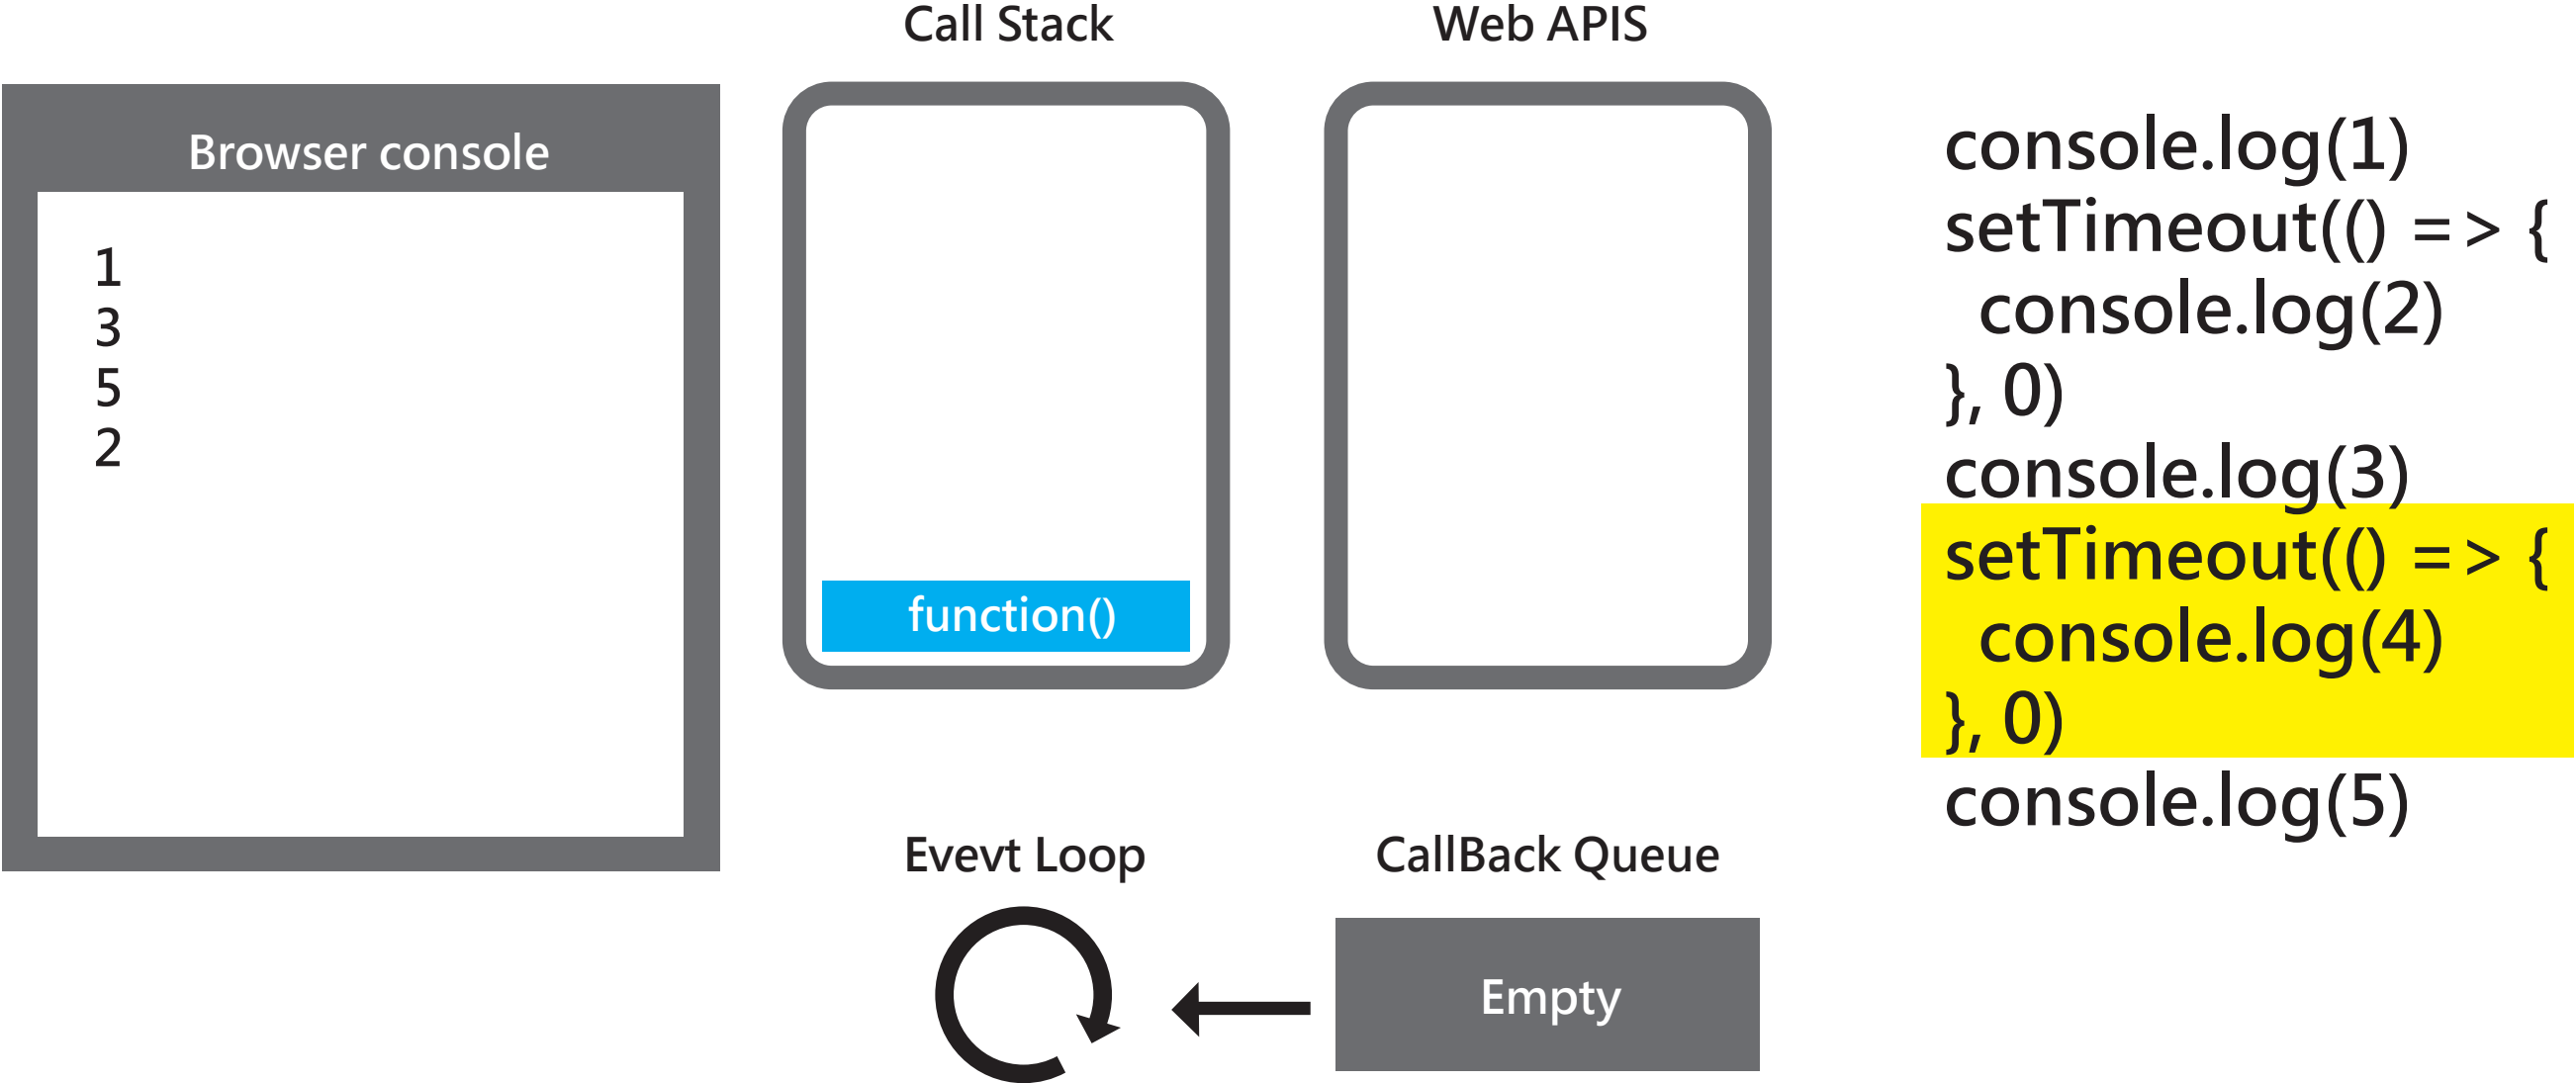 Call Stack
Web APIS
Browser console
1
3
5
2
function()
console.log(1)
setTimeout(() => {
  console.log(2)
}, 0)
console.log(3)
setTimeout(() => {
  console.log(4)
}, 0)
console.log(5)
Evevt Loop
CallBack Queue
Empty